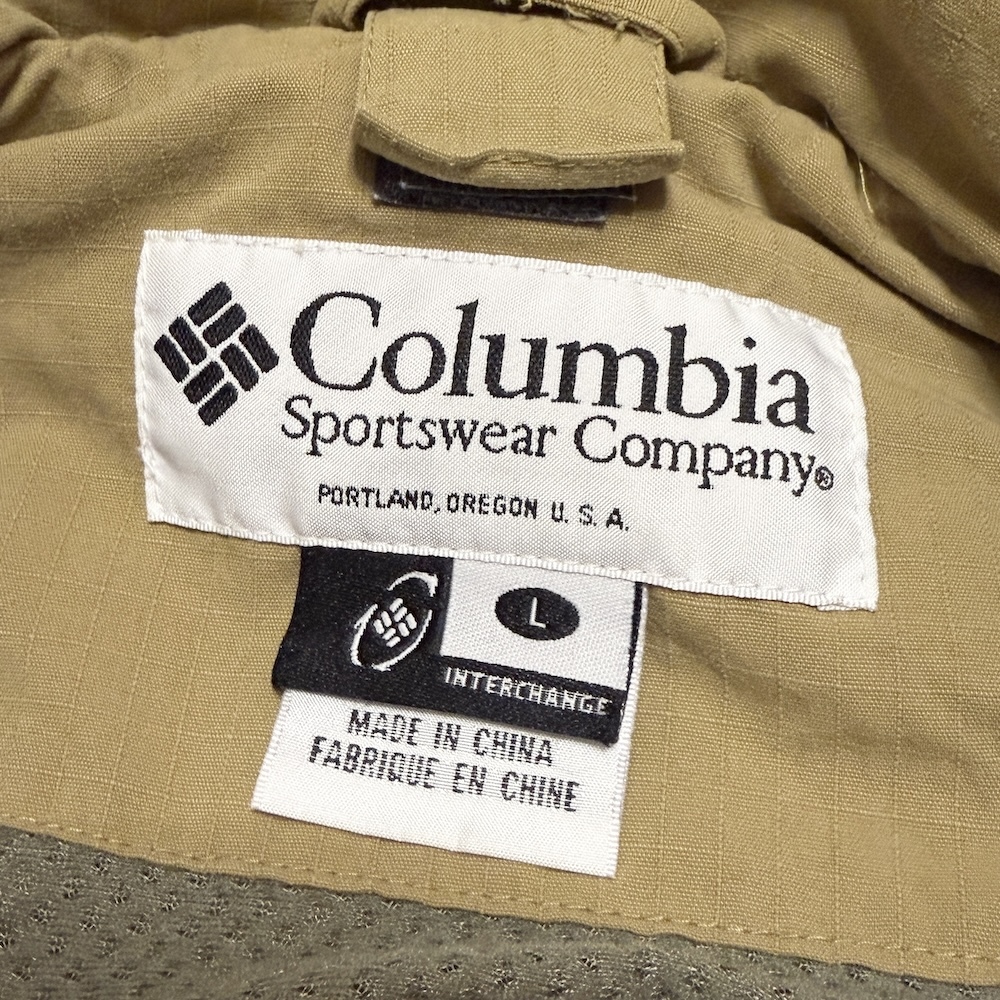 Columbia
Sportswear Company®
PORTLAND, OREGON U.S.A.
L
INTERCHANGE
MADE IN CHINA
FABRIQUE EN CHINE